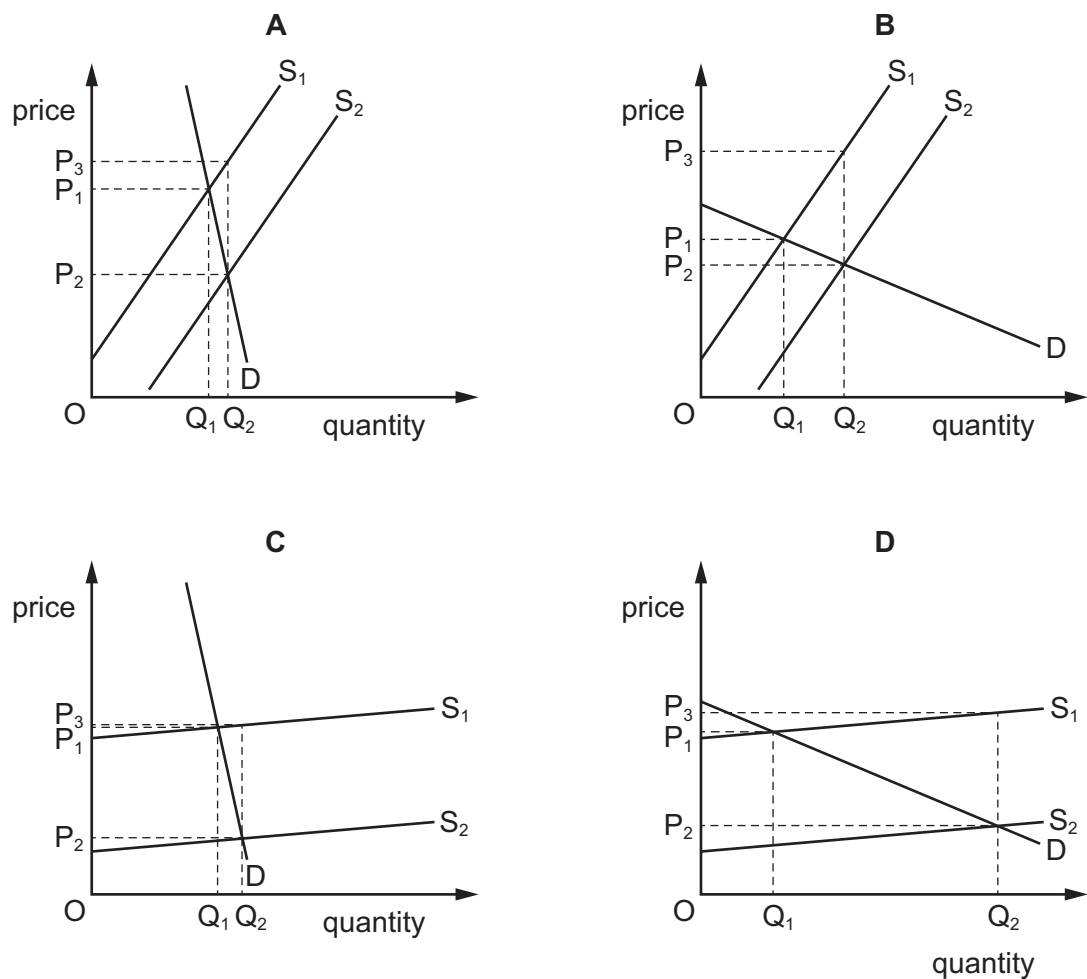 A
price
S₁
S₂
P₃
P₁
P₂
D
O
Q₁ Q₂ quantity
B
price
S₁
S₂
P₃
P₁
P₂
D
O
Q₁ Q₂ quantity
C
price
P₃
P₁
S₁
P₂
S₂
D
O
Q₁ Q₂ quantity
D
price
P₃
P₁
S₁
P₂
S₂
D
O
Q₁ Q₂
quantity